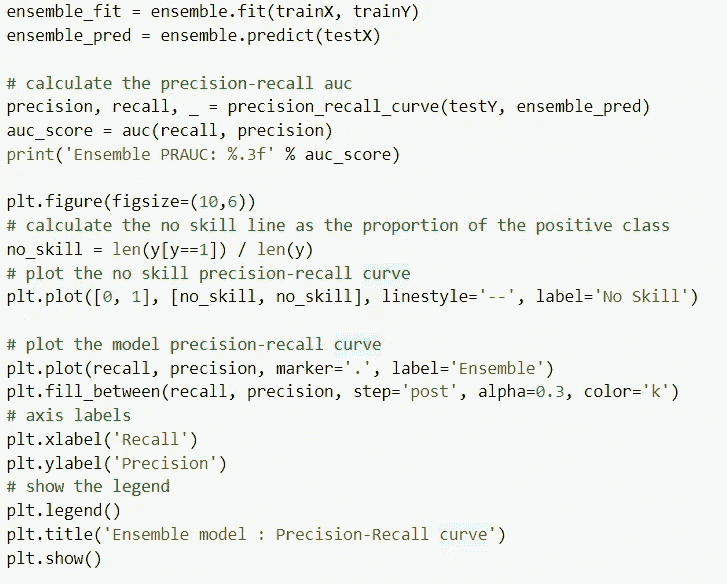 ensemble_fit = ensemble.fit(trainX, trainY)
ensemble_pred = ensemble.predict(testX)
# calculate the precision-recall auc
precision, recall, _ = precision_recall_curve(testY, ensemble_pred)
auc_score = auc(recall, precision)
print('Ensemble PRAUC: %.3f' % auc_score)
plt.figure(figsize=(10,6))
# calculate the no skill line as the proportion of the positive class
no_skill = len(y[y==1]) / len(y)
# plot the no skill precision-recall curve
plt.plot([0, 1], [no_skill, no_skill], linestyle='--', label='No Skill')
# plot the model precision-recall curve
plt.plot(recall, precision, marker='.', label='Ensemble')
plt.fill_between(recall, precision, step='post', alpha=0.3, color='k')
# axis labels
plt.xlabel('Recall')
plt.ylabel('Precision')
# show the legend
plt.legend()
plt.title('Ensemble model : Precision-Recall curve')
plt.show()